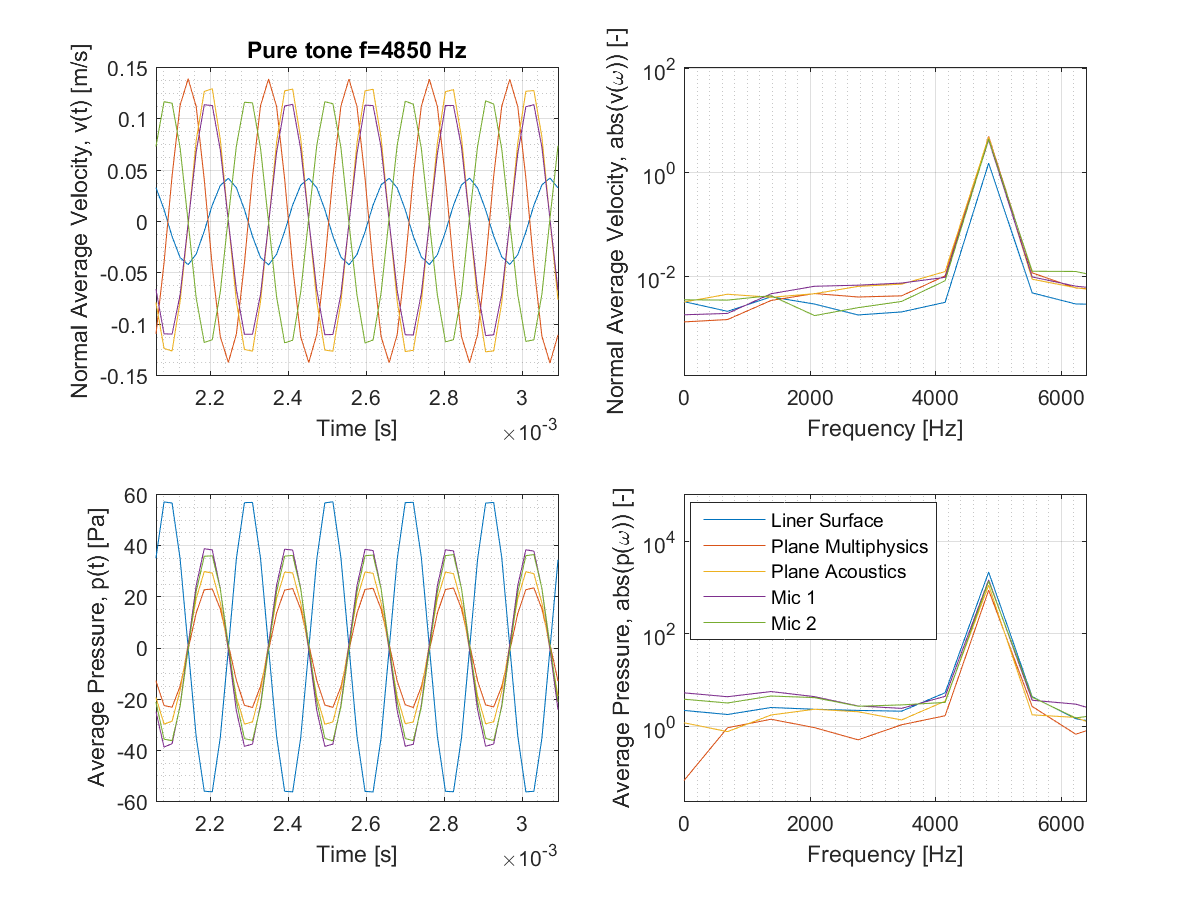 Pure tone f=4850 Hz
Normal Average Velocity, v(t) [m/s]
0.15
0.1
0.05
0
-0.05
-0.1
-0.15
2.2 2.4 2.6 2.8 3
Time [s]
×10-3
Normal Average Velocity, abs(v(ω)) [-]
102
100
10-2
0 2000 4000 6000
Frequency [Hz]
Average Pressure, p(t) [Pa]
60
40
20
0
-20
-40
-60
2.2 2.4 2.6 2.8 3
Time [s]
×10-3
Average Pressure, abs(p(ω)) [-]
104
102
100
Liner Surface
Plane Multiphysics
Plane Acoustics
Mic 1
Mic 2
0 2000 4000 6000
Frequency [Hz]